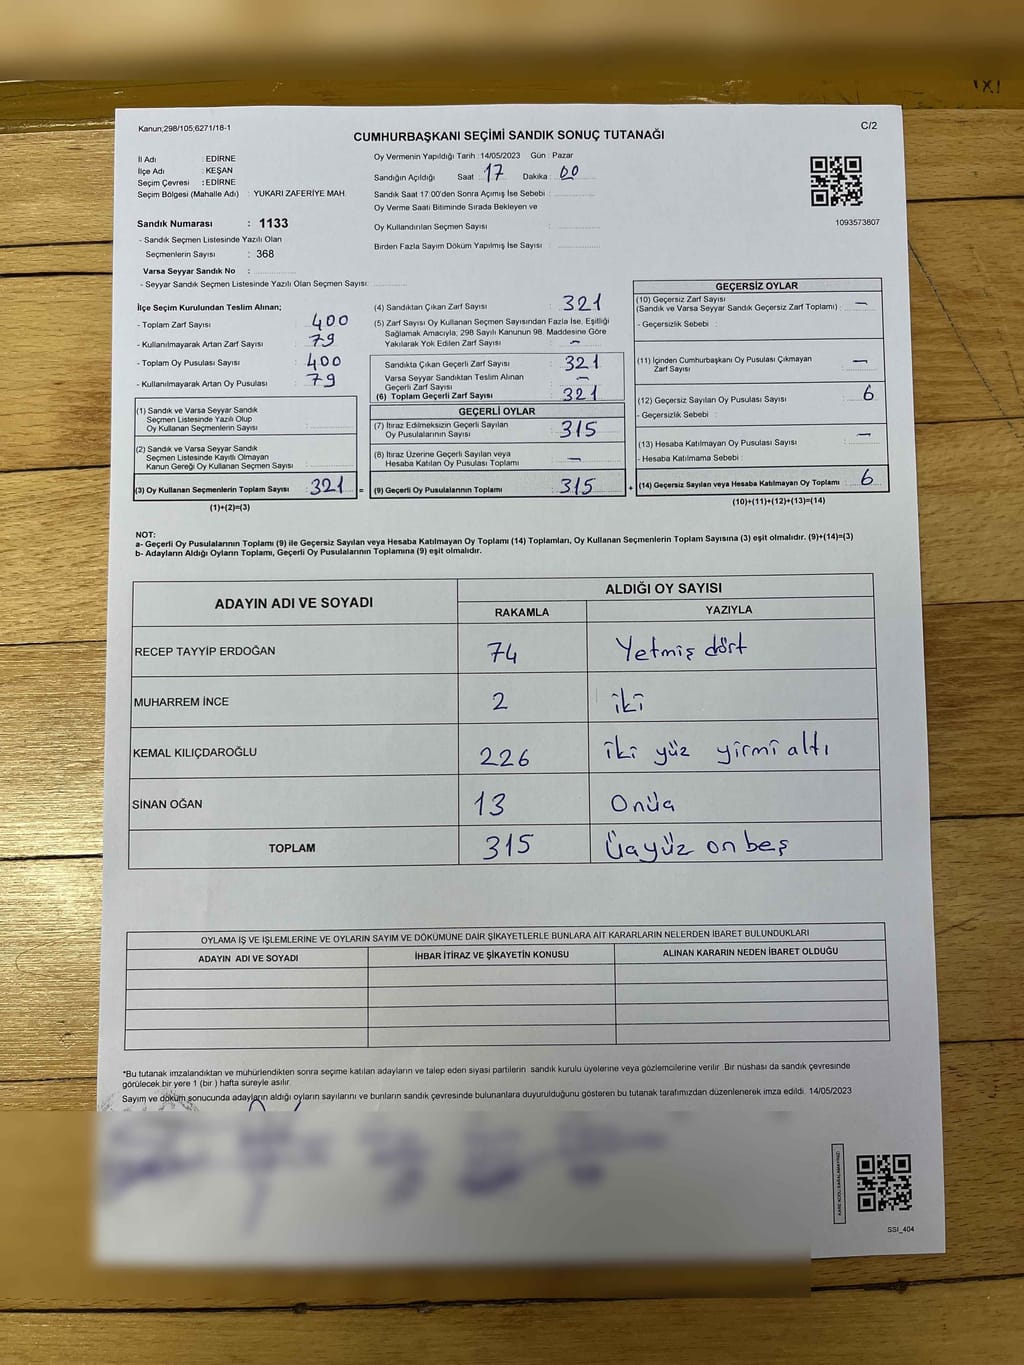 Kanun;298/105;6271/18-1
C/2
CUMHURBAŞKANI SEÇİMİ SANDIK SONUÇ TUTANAĞI
İl Adı : EDİRNE
İlçe Adı : KEŞAN
Seçim Çevresi : EDİRNE
Seçim Bölgesi (Mahalle Adı) : YUKARI ZAFERİYE MAH.
Sandık Numarası : 1133
- Sandık Seçmen Listesinde Yazılı Olan
Seçmenlerin Sayısı : 368
Varsa Seyyar Sandık No :
- Seyyar Sandık Seçmen Listesinde Yazılı Olan Seçmen Sayısı:
Oy Vermenin Yapıldığı Tarih : 14/05/2023 Gün : Pazar
Sandığın Açıldığı Saat : 17 Dakika : 00
Sandık Saat 17:00'den Sonra Açımış İse Sebebi :
Oy Verme Saati Bitiminde Sırada Bekleyen ve
Oy Kullandırılan Seçmen Sayısı :
Birden Fazla Sayım Döküm Yapılmış İse Sayısı :
1093573807
İlçe Seçim Kurulundan Teslim Alınan;
- Toplam Zarf Sayısı : 400
- Kullanılmayarak Artan Zarf Sayısı : 79
- Toplam Oy Pusulası Sayısı : 400
- Kullanılmayarak Artan Oy Pusulası : 79
(1) Sandık ve Varsa Seyyar Sandık
Seçmen Listesinde Yazılı Olup
Oy Kullanan Seçmenlerin Sayısı :
(2) Sandık ve Varsa Seyyar Sandık
Seçmen Listesinde Kayıtlı Olmayan
Kanun Gereği Oy Kullanan Seçmen Sayısı :
(3) Oy Kullanan Seçmenlerin Toplam Sayısı : 321 =
(1)+(2)=(3)
(4) Sandıktan Çıkan Zarf Sayısı : 321
(5) Zarf Sayısı Oy Kullanan Seçmen Sayısından Fazla İse, Eşitliği
Sağlamak Amacıyla, 298 Sayılı Kanunun 98. Maddesine Göre
Yakılarak Yok Edilen Zarf Sayısı : -
Sandıkta Çıkan Geçerli Zarf Sayısı : 321
Varsa Seyyar Sandıktan Teslim Alınan
Geçerli Zarf Sayısı : -
(6) Toplam Geçerli Zarf Sayısı : 321
GEÇERLİ OYLAR
(7) İtiraz Edilmeksizin Geçerli Sayılan
Oy Pusulalarının Sayısı : 315
(8) İtiraz Üzerine Geçerli Sayılan veya
Hesaba Katılan Oy Pusulası Toplamı : -
(9) Geçerli Oy Pusulalarının Toplamı : 315 +
GEÇERSİZ OYLAR
(10) Geçersiz Zarf Sayısı
(Sandık ve Varsa Seyyar Sandık Geçersiz Zarf Toplamı) : -
- Geçersizlik Sebebi :
(11) İçinden Cumhurbaşkanı Oy Pusulası Çıkmayan
Zarf Sayısı : -
(12) Geçersiz Sayılan Oy Pusulası Sayısı : 6
- Geçersizlik Sebebi :
(13) Hesaba Katılmayan Oy Pusulası Sayısı : -
- Hesaba Katılmama Sebebi :
(14) Geçersiz Sayılan veya Hesaba Katılmayan Oy Toplamı : 6
(10)+(11)+(12)+(13)=(14)
NOT:
a- Geçerli Oy Pusulalarının Toplamı (9) ile Geçersiz Sayılan veya Hesaba Katılmayan Oy Toplamı (14) Toplamları, Oy Kullanan Seçmenlerin Toplam Sayısına (3) eşit olmalıdır. (9)+(14)=(3)
b- Adayların Aldığı Oyların Toplamı, Geçerli Oy Pusulalarının Toplamına (9) eşit olmalıdır.
ADAYIN ADI VE SOYADI ALDIĞI OY SAYISI
RAKAMLA YAZIYLA
RECEP TAYYİP ERDOĞAN 74 Yetmiş dört
MUHARREM İNCE 2 iki
KEMAL KILIÇDAROĞLU 226 iki yüz yirmi altı
SİNAN OĞAN 13 Onüç
TOPLAM 315 Üçyüz on beş
OYLAMA İŞ VE İŞLEMLERİNE VE OYLARIN SAYIM VE DÖKÜMÜNE DAİR ŞİKAYETLERLE BUNLARA AİT KARARLARIN NELERDEN İBARET BULUNDUKLARI
ADAYIN ADI VE SOYADI İHBAR İTİRAZ VE ŞİKAYETİN KONUSU ALINAN KARARIN NEDEN İBARET OLDUĞU
*Bu tutanak imzalandıktan ve mühürlendikten sonra seçime katılan adayların ve talep eden siyasi partilerin sandık kurulu üyelerine veya gözlemcilerine verilir. Bir nüshası da sandık çevresinde
görülecek bir yere 1 (bir) hafta süreyle asılır.
Sayım ve döküm sonucunda adayların aldığı oyların sayılarını ve bunların sandık çevresinde bulunanlara duyurulduğunu gösteren bu tutanak tarafımızdan düzenlenerek imza edildi. 14/05/2023
SSI_404